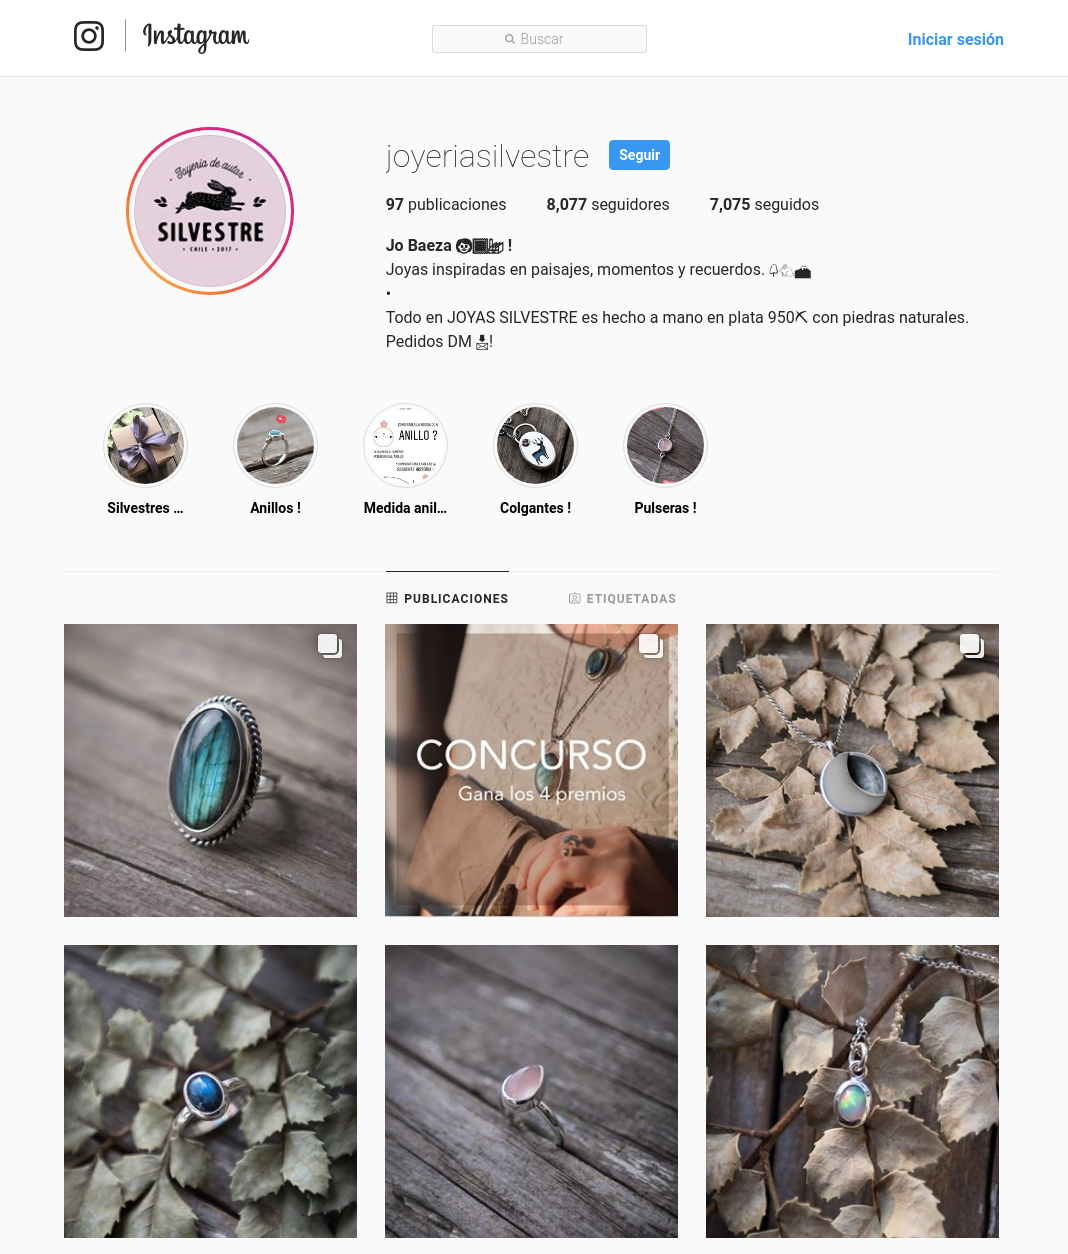 Instagram
Buscar
Iniciar sesión
Joyería de autor
SILVESTRE
• CHILE • 2017 •
joyeriasilvestre
Seguir
97 publicaciones 8,077 seguidores 7,075 seguidos
Jo Baeza !
Joyas inspiradas en paisajes, momentos y recuerdos.
•
Todo en JOYAS SILVESTRE es hecho a mano en plata 950⛏ con piedras naturales.
Pedidos DM 📩!
ANILLO ?
Silvestres ...
Anillos !
Medida anil...
Colgantes !
Pulseras !
PUBLICACIONES
ETIQUETADAS
CONCURSO
Gana los 4 premios